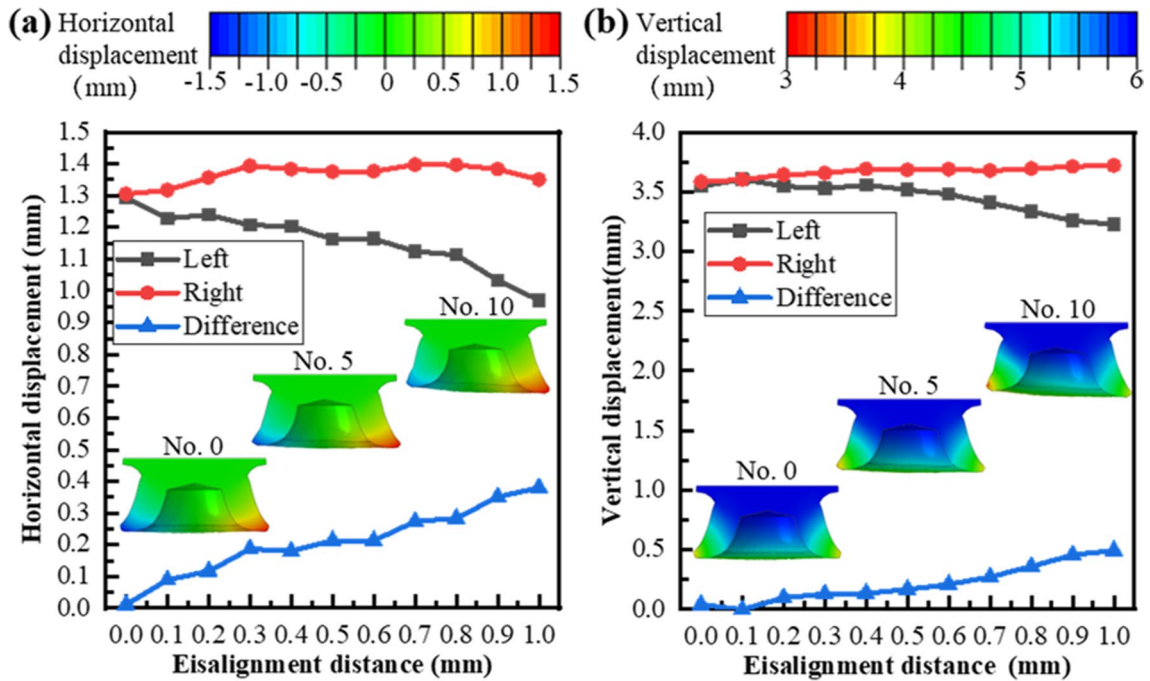 (a) Horizontal
displacement
(mm)
-1.5 -1.0 -0.5 0 0.5 1.0 1.5
Horizontal displacement (mm)
1.5
1.4
1.3
1.2
1.1
1.0
0.9
0.8
0.7
0.6
0.5
0.4
0.3
0.2
0.1
0.0
Left
Right
Difference
No. 10
No. 5
No. 0
0.0 0.1 0.2 0.3 0.4 0.5 0.6 0.7 0.8 0.9 1.0
Eisalignment distance (mm)
(b) Vertical
displacement
(mm)
3 4 5 6
Vertical displacement(mm)
4.0
3.5
3.0
2.5
2.0
1.5
1.0
0.5
0.0
Left
Right
Difference
No. 10
No. 5
No. 0
0.0 0.1 0.2 0.3 0.4 0.5 0.6 0.7 0.8 0.9 1.0
Eisalignment distance (mm)